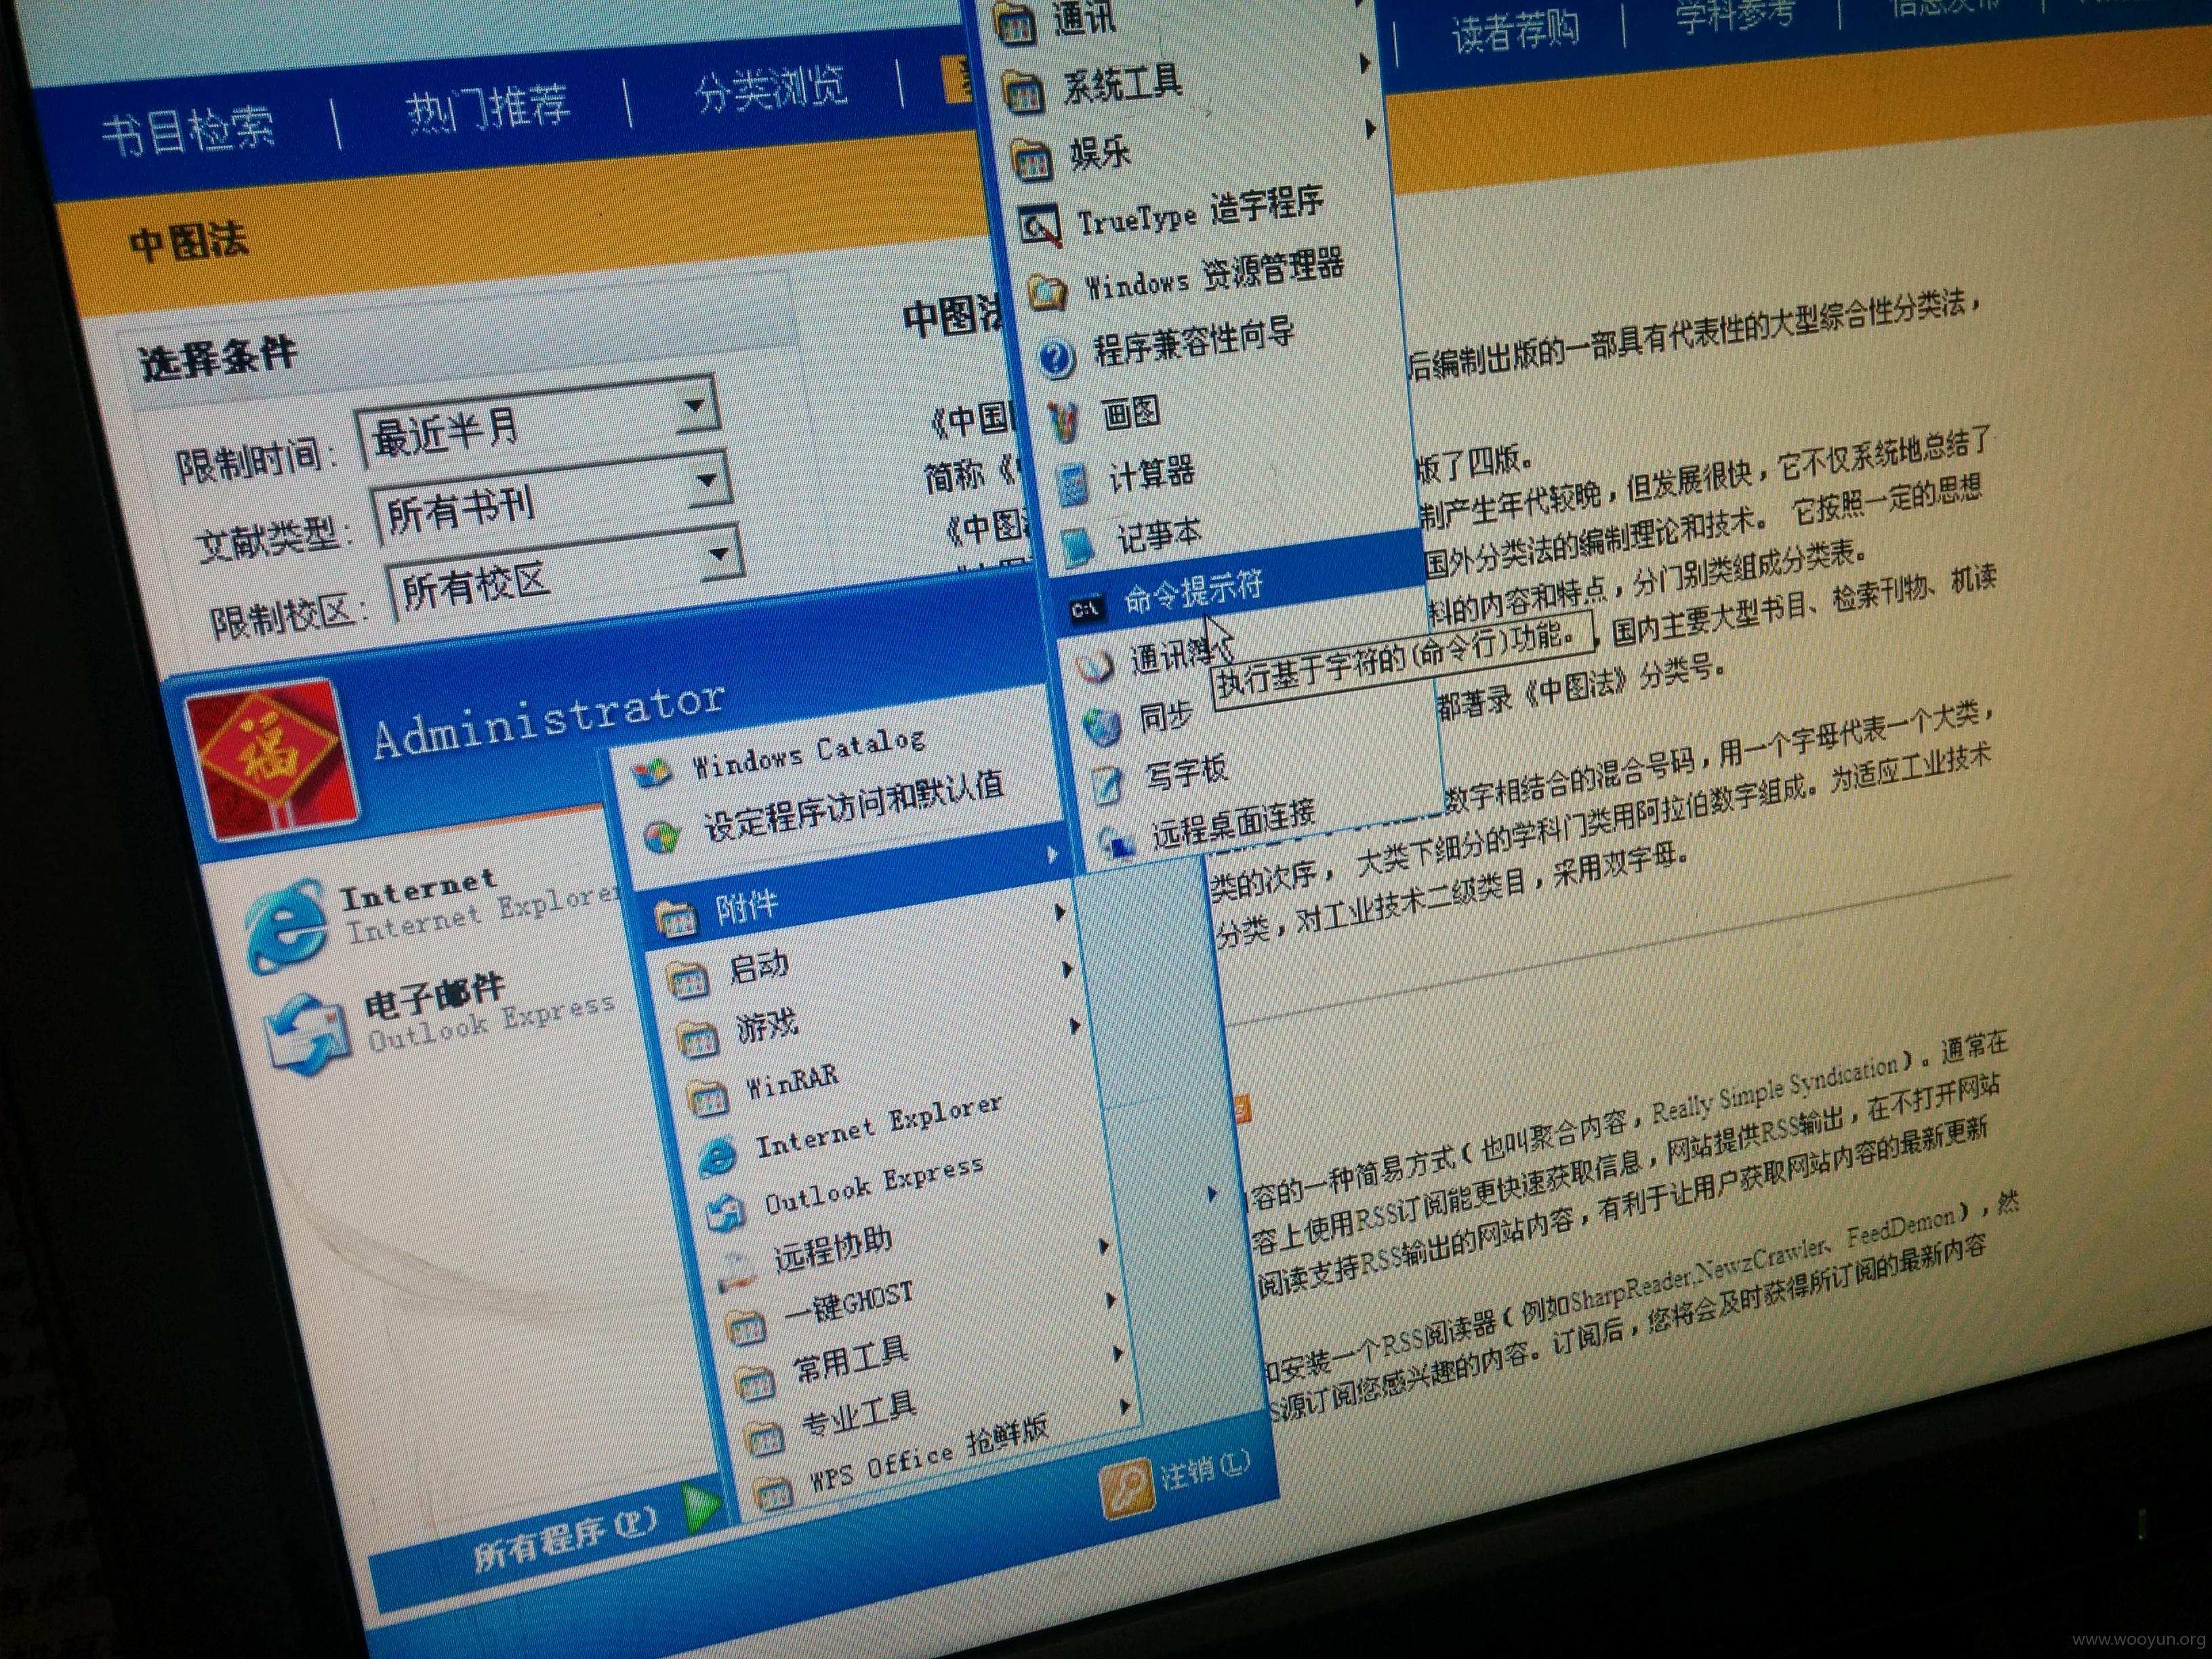 书目检索 | 热门推荐 | 分类浏览 |
| 读者荐购 | 学科参考 |
中图法
选择条件
限制时间： 最近半月
文献类型： 所有书刊
限制校区： 所有校区
中图法
《中国
简称《
《中图法
后编制出版的一部具有代表性的大型综合性分类法，
版了四版。
制产生年代较晚，但发展很快，它不仅系统地总结了
国外分类法的编制理论和技术。 它按照一定的思想
料的内容和特点，分门别类组成分类表。
，国内主要大型书目、检索刊物、机读
都著录《中图法》分类号。
数字相结合的混合号码，用一个字母代表一个大类，
类的次序， 大类下细分的学科门类用阿拉伯数字组成。为适应工业技术
分类，对工业技术二级类目，采用双字母。
容的一种简易方式（也叫聚合内容，Really Simple Syndication）。通常在
容上使用RSS订阅能更快速获取信息，网站提供RSS输出，在不打开网站
阅读支持RSS输出的网站内容，有利于让用户获取网站内容的最新更新
和安装一个RSS阅读器（例如SharpReader,NewzCrawler、FeedDemon），然
S源订阅您感兴趣的内容。订阅后，您将会及时获得所订阅的最新内容
通讯
系统工具
娱乐
TrueType 造字程序
Windows 资源管理器
程序兼容性向导
画图
计算器
记事本
C:\ 命令提示符
通讯簿
执行基于字符的(命令行)功能。
同步
写字板
远程桌面连接
Administrator
福
Internet
Internet Explorer
电子邮件
Outlook Express
Windows Catalog
设定程序访问和默认值
附件
启动
游戏
WinRAR
Internet Explorer
Outlook Express
远程协助
一键GHOST
常用工具
专业工具
WPS Office 抢鲜版
所有程序(P)
注销(L)
www.wooyun.org